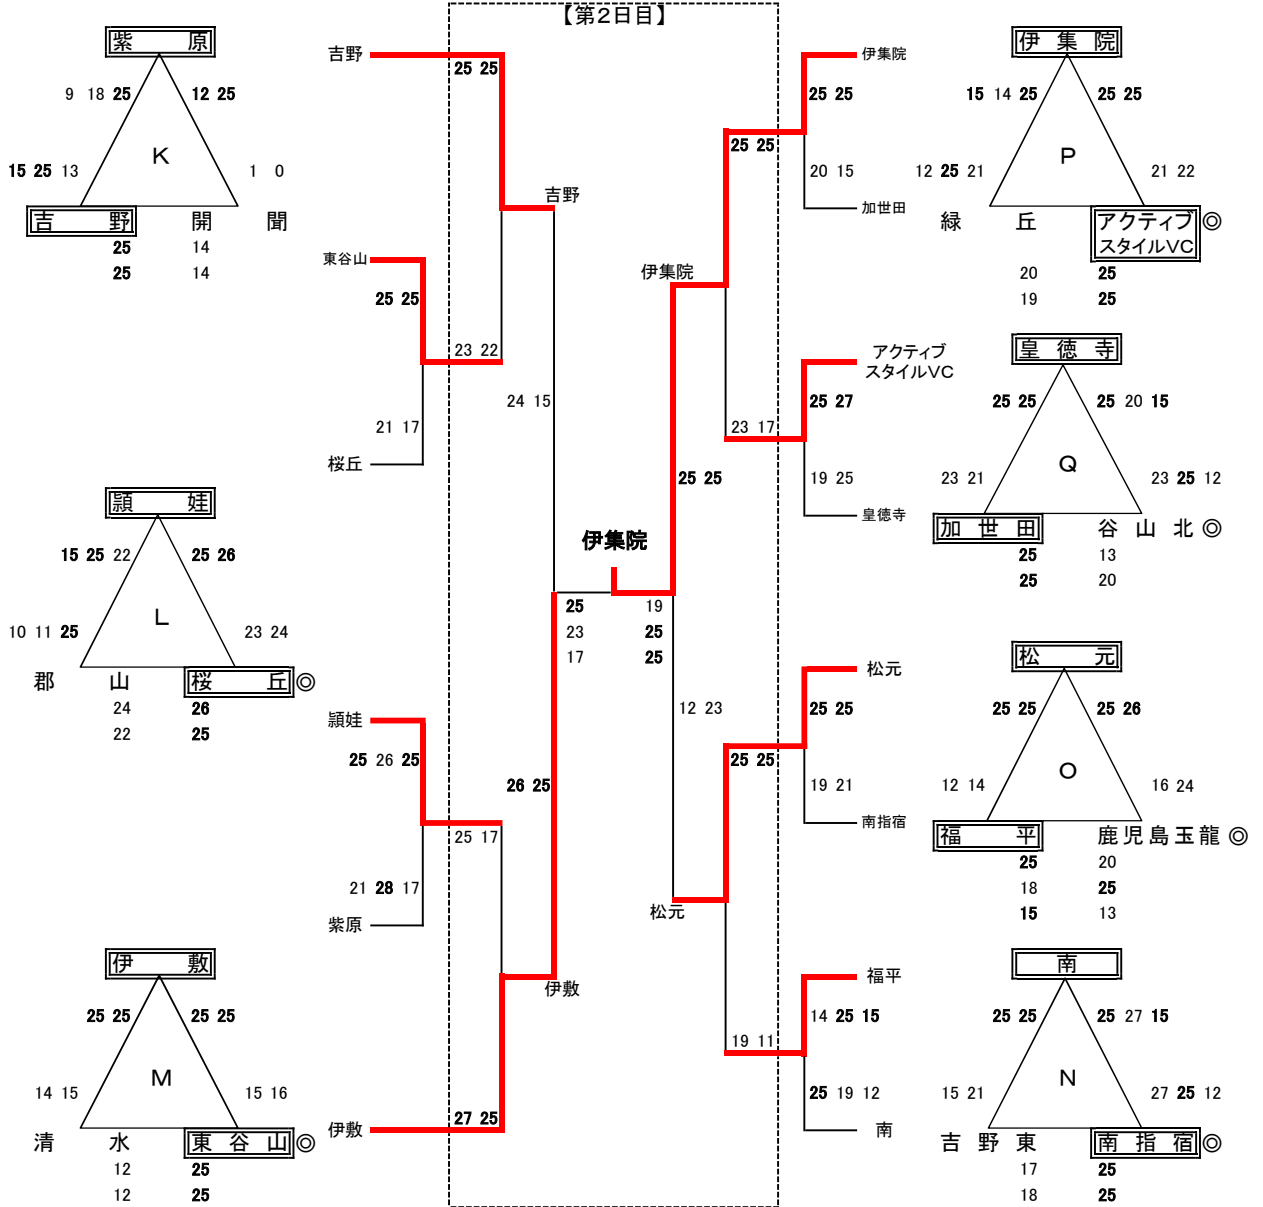 【第2日目】
紫原
9 18 25
12 25
K
15 25 13
1 0
吉野
開聞
25 14
25 14
頴娃
15 25 22
25 26
L
10 11 25
23 24
郡山
桜丘◎
24 26
22 25
伊敷
25 25
25 25
M
14 15
15 16
清水
東谷山◎
12 25
12 25
吉野
25 25
吉野
東谷山
25 25
23 22
21 17
桜丘
24 15
頴娃
25 26 25
25 17
21 28 17
紫原
26 25
伊敷
27 25
伊敷
伊集院
25 19
23 25
17 25
伊集院
25 25
25 25
20 15
加世田
伊集院
アクティブ
スタイルVC
25 27
23 17
19 25
皇徳寺
25 25
松元
25 25
25 25
12 23
19 21
南指宿
松元
福平
14 25 15
19 11
25 19 12
南
伊集院
15 14 25
25 25
P
12 25 21
21 22
緑丘
アクティブ
スタイルVC
◎
20 25
19 25
皇徳寺
25 25
25 20 15
Q
23 21
23 25 12
加世田
谷山北◎
25 13
25 20
松元
25 25
25 26
O
12 14
16 24
福平
鹿児島玉龍◎
25 20
18 25
15 13
南
25 25
25 27 15
N
15 21
27 25 12
吉野東
南指宿◎
17 25
18 25